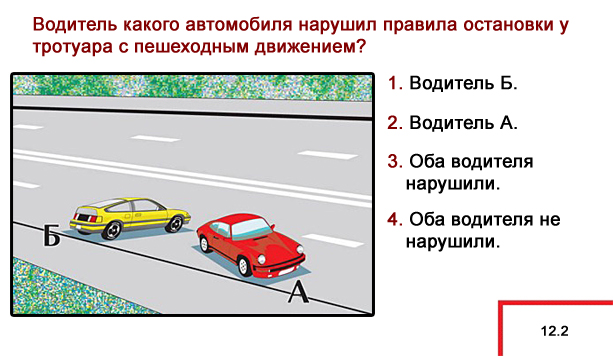 Водитель какого автомобиля нарушил правила остановки у
тротуара с пешеходным движением?
1. Водитель Б.
2. Водитель А.
3. Оба водителя
нарушили.
4. Оба водителя не
нарушили.
Б
А
12.2